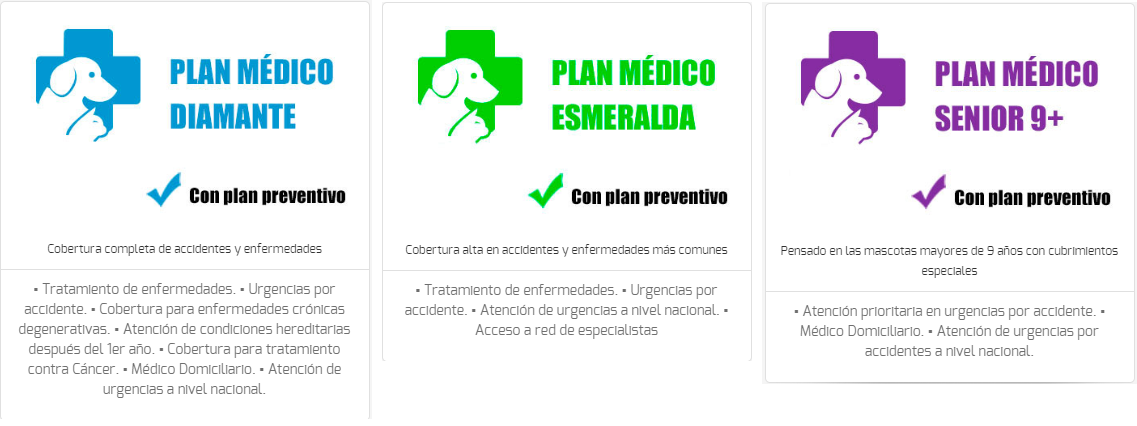 PLAN MÉDICO
DIAMANTE
Con plan preventivo
Cobertura completa de accidentes y enfermedades
▪ Tratamiento de enfermedades. ▪ Urgencias por
accidente. ▪ Cobertura para enfermedades crónicas
degenerativas. ▪ Atención de condiciones hereditarias
después del 1er año. ▪ Cobertura para tratamiento
contra Cáncer. ▪ Médico Domiciliario. ▪ Atención de
urgencias a nivel nacional.
PLAN MÉDICO
ESMERALDA
Con plan preventivo
Cobertura alta en accidentes y enfermedades más comunes
▪ Tratamiento de enfermedades. ▪ Urgencias por
accidente. ▪ Atención de urgencias a nivel nacional. ▪
Acceso a red de especialistas
PLAN MÉDICO
SENIOR 9+
Con plan preventivo
Pensado en las mascotas mayores de 9 años con cubrimientos
especiales
▪ Atención prioritaria en urgencias por accidente. ▪
Médico Domiciliario. ▪ Atención de urgencias por
accidentes a nivel nacional.